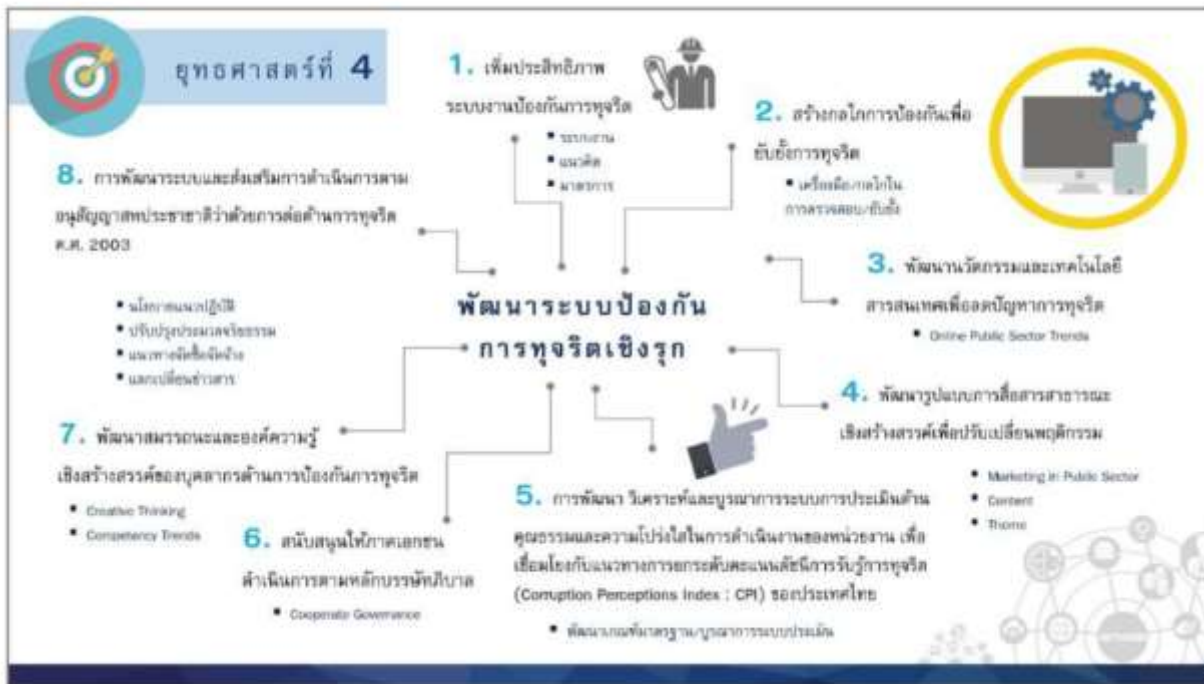 ยุทธศาสตร์ที่ 4
1. เพิ่มประสิทธิภาพ
ระบบงานป้องกันการทุจริต
▪ ระบบงาน
▪ แนวคิด
▪ มาตรการ
2. สร้างกลไกการป้องกันเพื่อ
ยับยั้งการทุจริต
▪ เครื่องมือ/กลไกใน
การตรวจสอบ/ยับยั้ง
3. พัฒนานวัตกรรมและเทคโนโลยี
สารสนเทศเพื่อลดปัญหาการทุจริต
▪ Online Public Sector Trends
4. พัฒนารูปแบบการสื่อสารสาธารณะ
เชิงสร้างสรรค์เพื่อปรับเปลี่ยนพฤติกรรม
▪ Marketing in Public Sector
▪ Content
▪ Theme
5. การพัฒนา วิเคราะห์และบูรณาการระบบการประเมินด้าน
คุณธรรมและความโปร่งใสในการดำเนินงานของหน่วยงาน เพื่อ
เชื่อมโยงกับแนวทางการยกระดับคะแนนดัชนีการรับรู้การทุจริต
(Corruption Perceptions Index : CPI) ของประเทศไทย
▪ พัฒนาเกณฑ์มาตรฐาน/บูรณาการระบบประเมิน
6. สนับสนุนให้ภาคเอกชน
ดำเนินการตามหลักบรรษัทภิบาล
▪ Cooperate Governance
7. พัฒนาสมรรถนะและองค์ความรู้
เชิงสร้างสรรค์ของบุคลากรด้านการป้องกันการทุจริต
▪ Creative Thinking
▪ Competency Trends
8. การพัฒนาระบบและส่งเสริมการดำเนินการตาม
อนุสัญญาสหประชาชาติว่าด้วยการต่อต้านการทุจริต
ค.ศ. 2003
▪ นโยบายแนวปฏิบัติ
▪ ปรับปรุงประมวลจริยธรรม
▪ แนวทางจัดซื้อจัดจ้าง
▪ แลกเปลี่ยนข่าวสาร
พัฒนาระบบป้องกัน
การทุจริตเชิงรุก